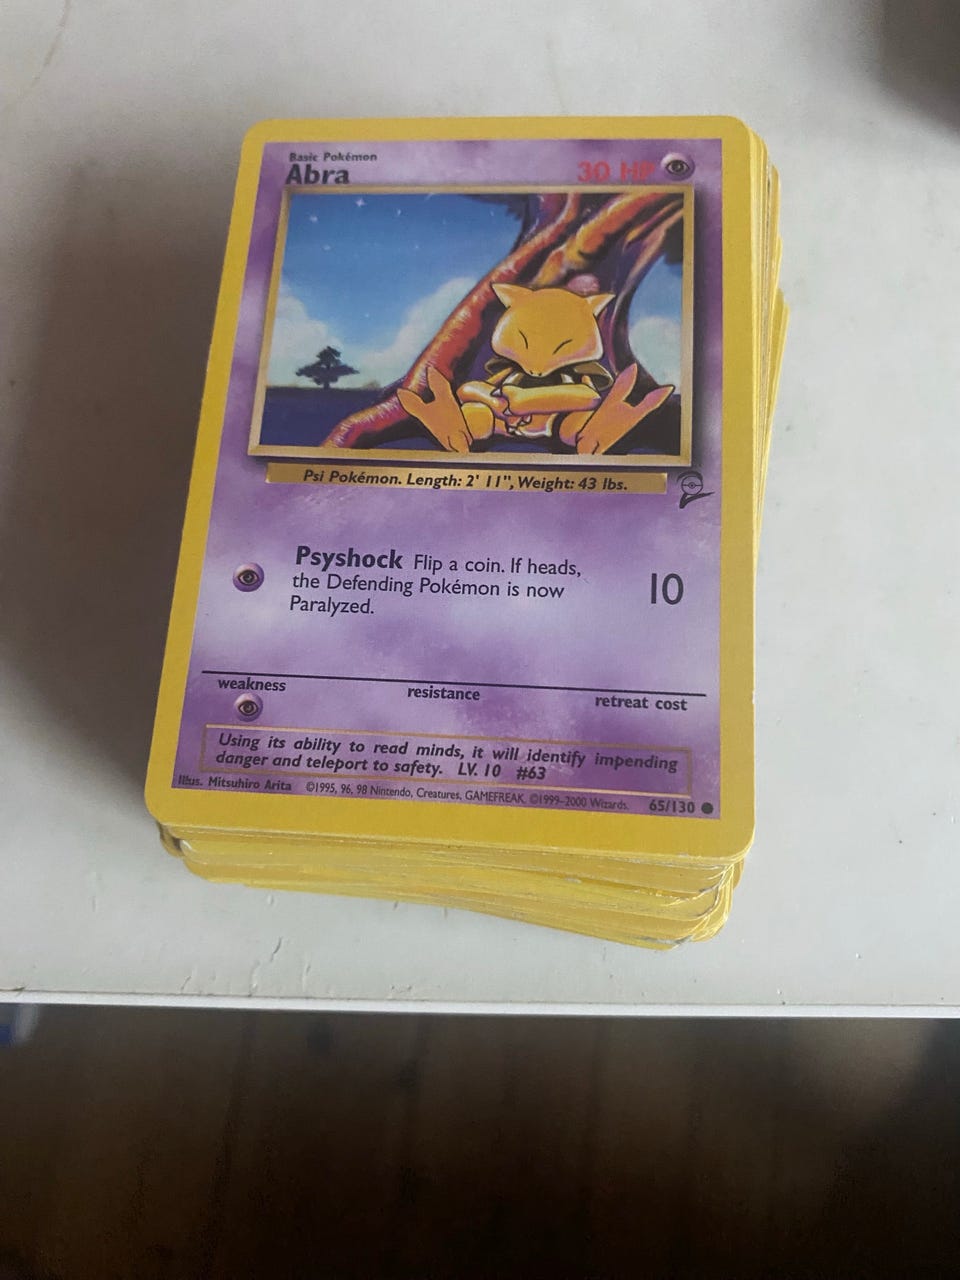 Basic Pokémon
Abra
30 HP
Psi Pokémon. Length: 2' 11", Weight: 43 lbs.
Psyshock Flip a coin. If heads,
the Defending Pokémon is now
Paralyzed.
10
weakness
resistance
retreat cost
Using its ability to read minds, it will identify impending
danger and teleport to safety. LV. 10 #63
Illus. Mitsuhiro Arita ©1995, 96, 98 Nintendo, Creatures, GAMEFREAK. ©1999–2000 Wizards. 65/130